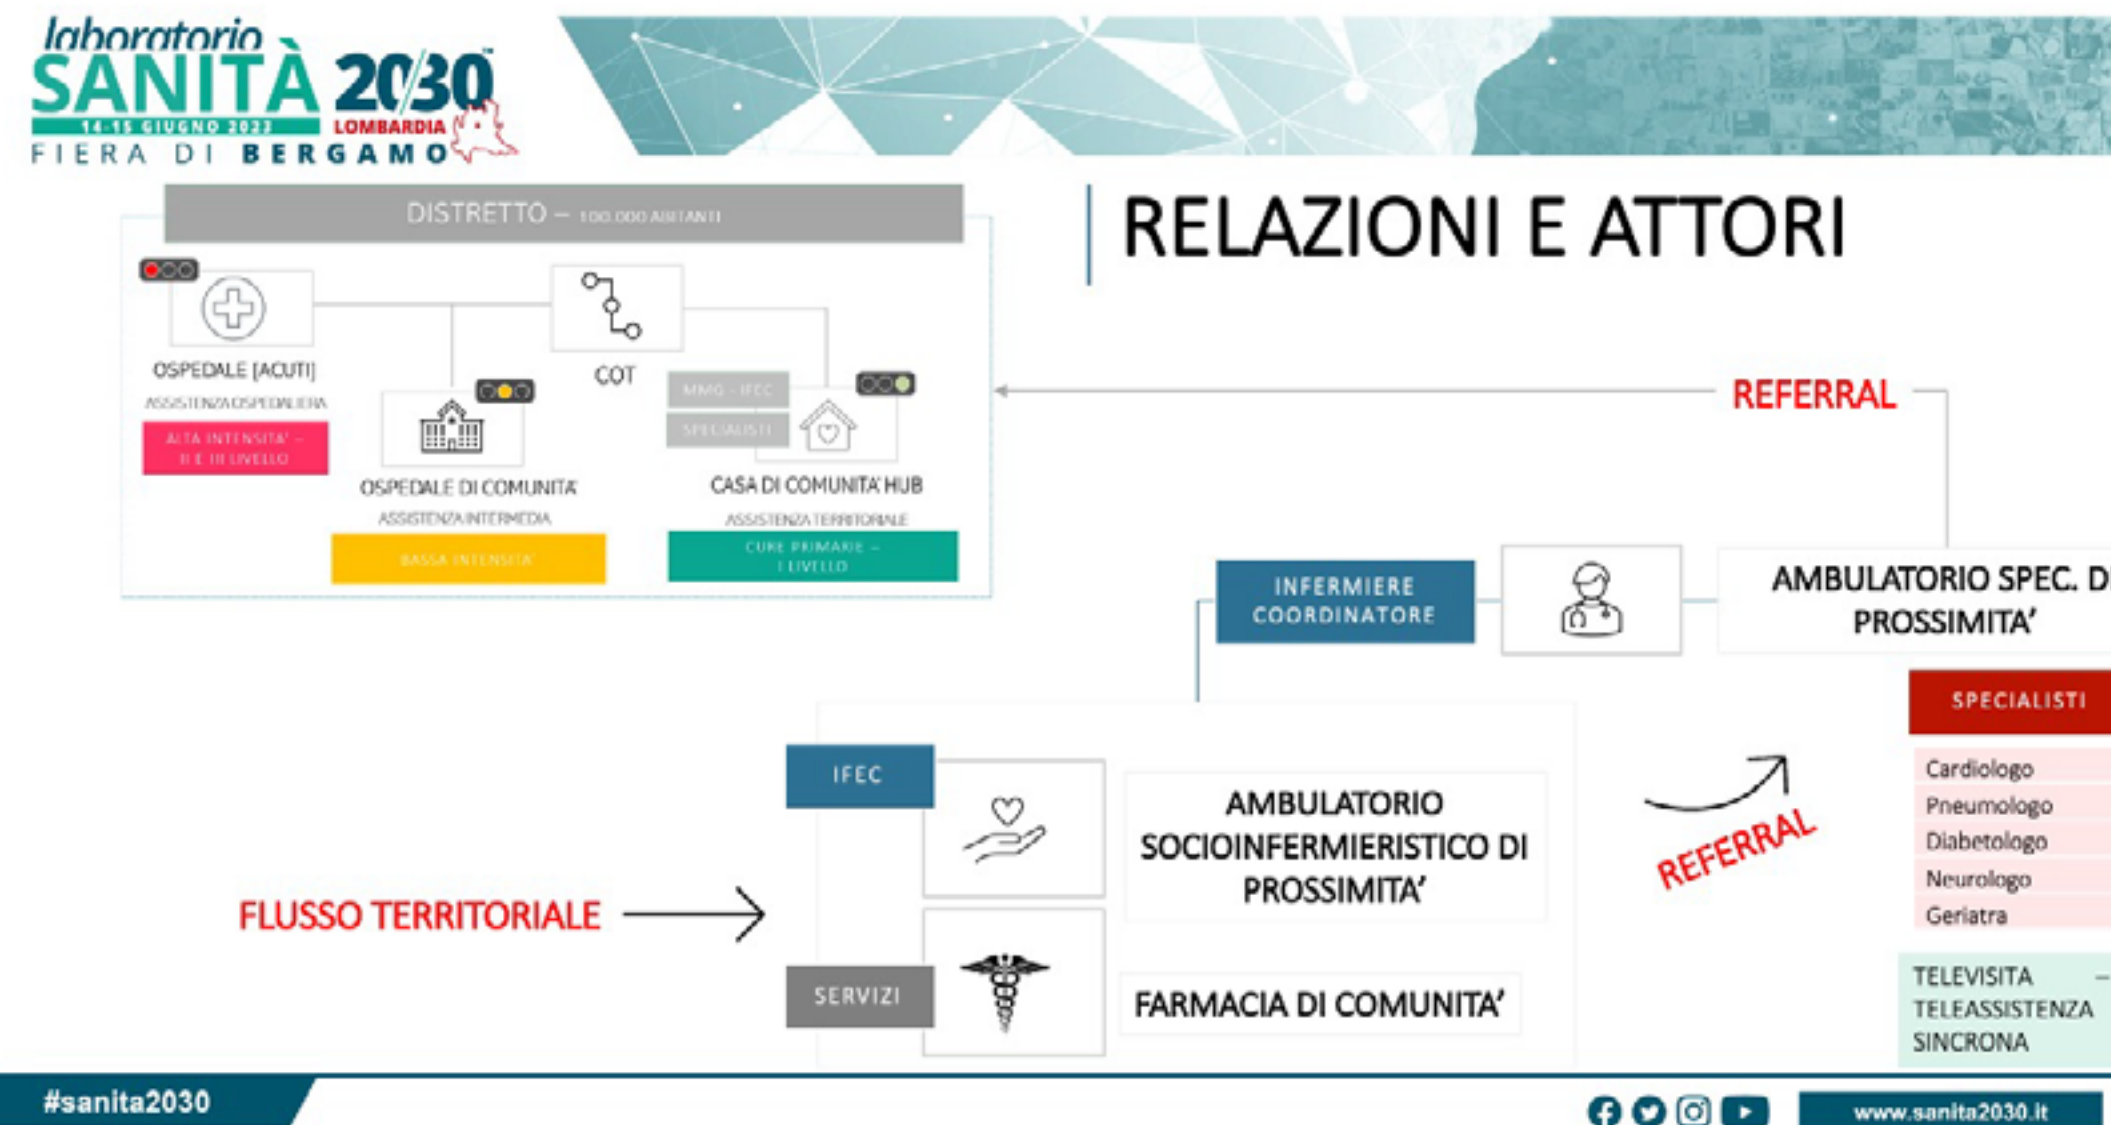 laboratorio
SANITÀ 20/30™
14-15 GIUGNO 2023
LOMBARDIA
FIERA DI BERGAMO
DISTRETTO – 100.000 ABITANTI
RELAZIONI E ATTORI
OSPEDALE [ACUTI]
ASSISTENZA OSPEDALIERA
ALTA INTENSITA' –
II E III LIVELLO
COT
MMG - IFEC
SPECIALISTI
OSPEDALE DI COMUNITA'
ASSISTENZA INTERMEDIA
BASSA INTENSITA'
CASA DI COMUNITA' HUB
ASSISTENZA TERRITORIALE
CURE PRIMARIE –
I LIVELLO
REFERRAL
INFERMIERE
COORDINATORE
AMBULATORIO SPEC. DI
PROSSIMITA'
SPECIALISTI
Cardiologo
Pneumologo
Diabetologo
Neurologo
Geriatra
TELEVISITA –
TELEASSISTENZA
SINCRONA
REFERRAL
FLUSSO TERRITORIALE
IFEC
AMBULATORIO
SOCIOINFERMIERISTICO DI
PROSSIMITA'
SERVIZI
FARMACIA DI COMUNITA'
#sanita2030
www.sanita2030.it